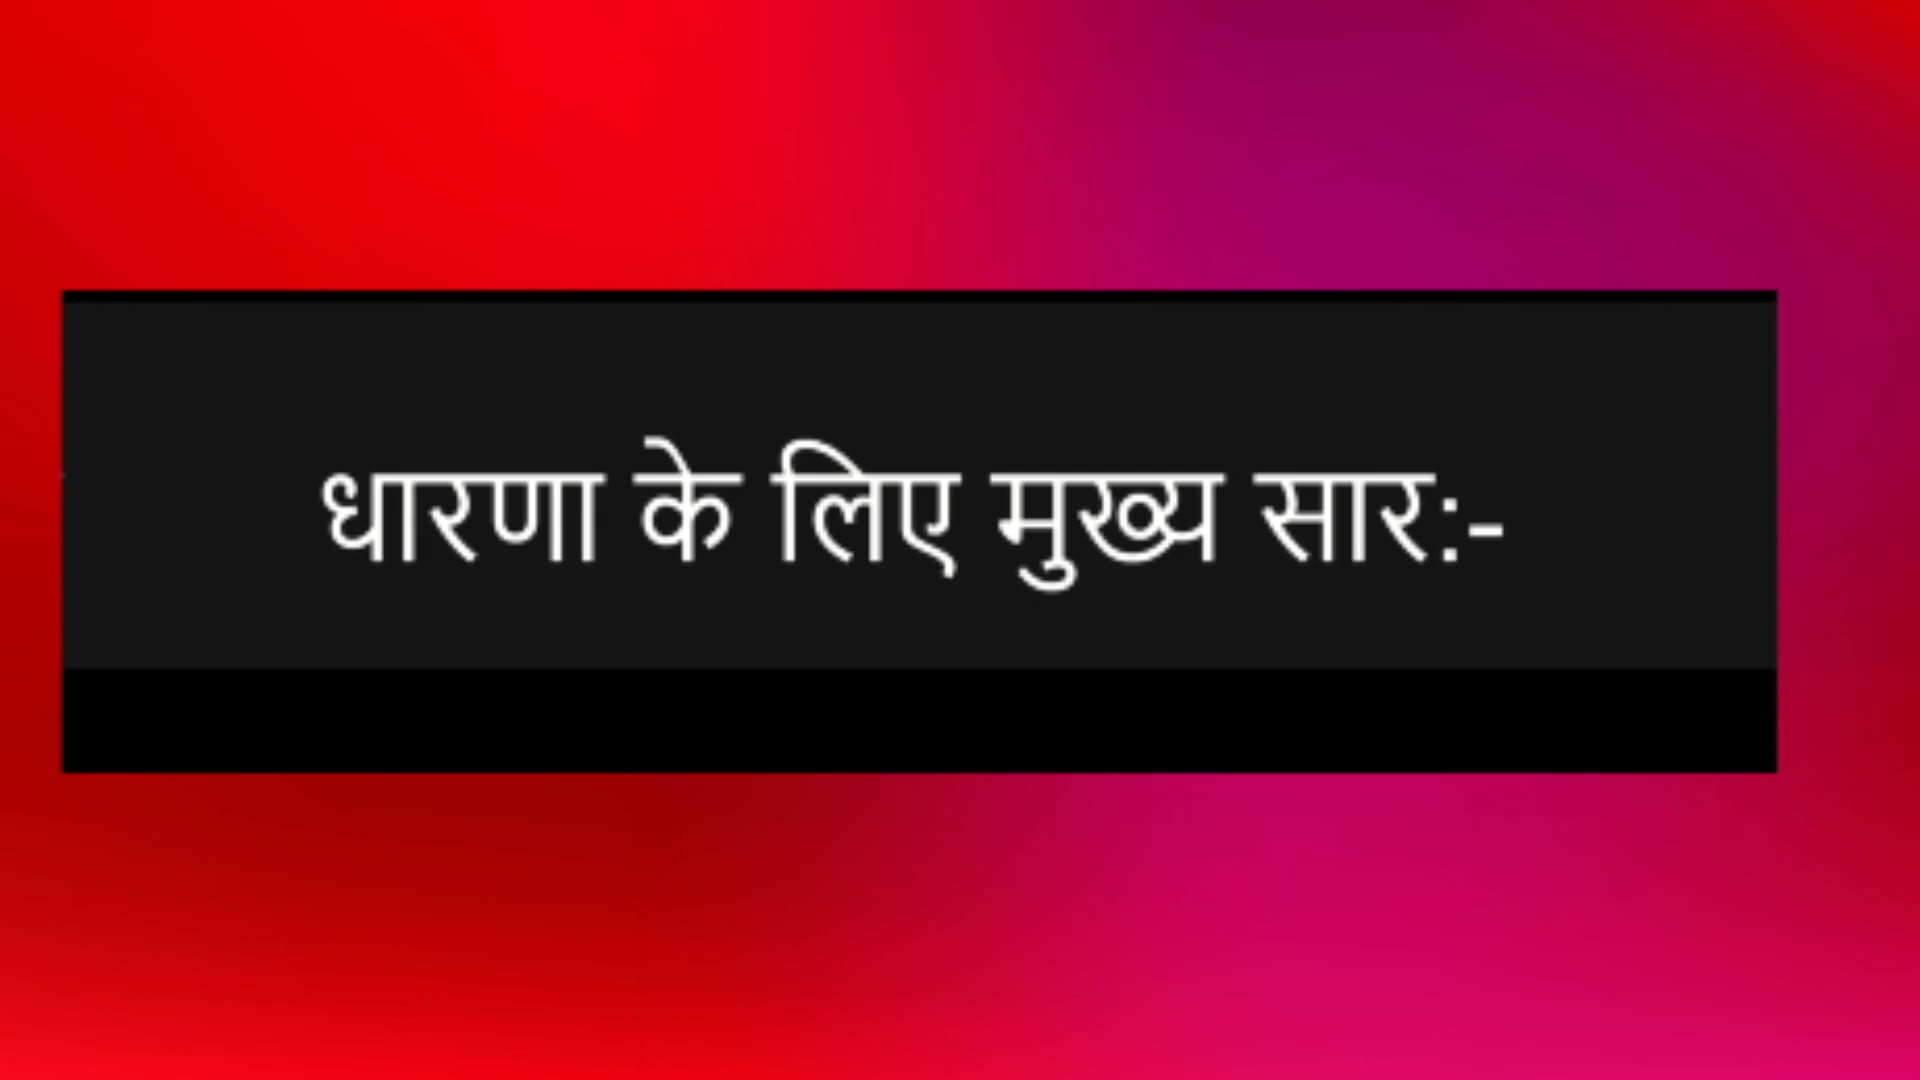 धारणा के लिए मुख्य सार:-